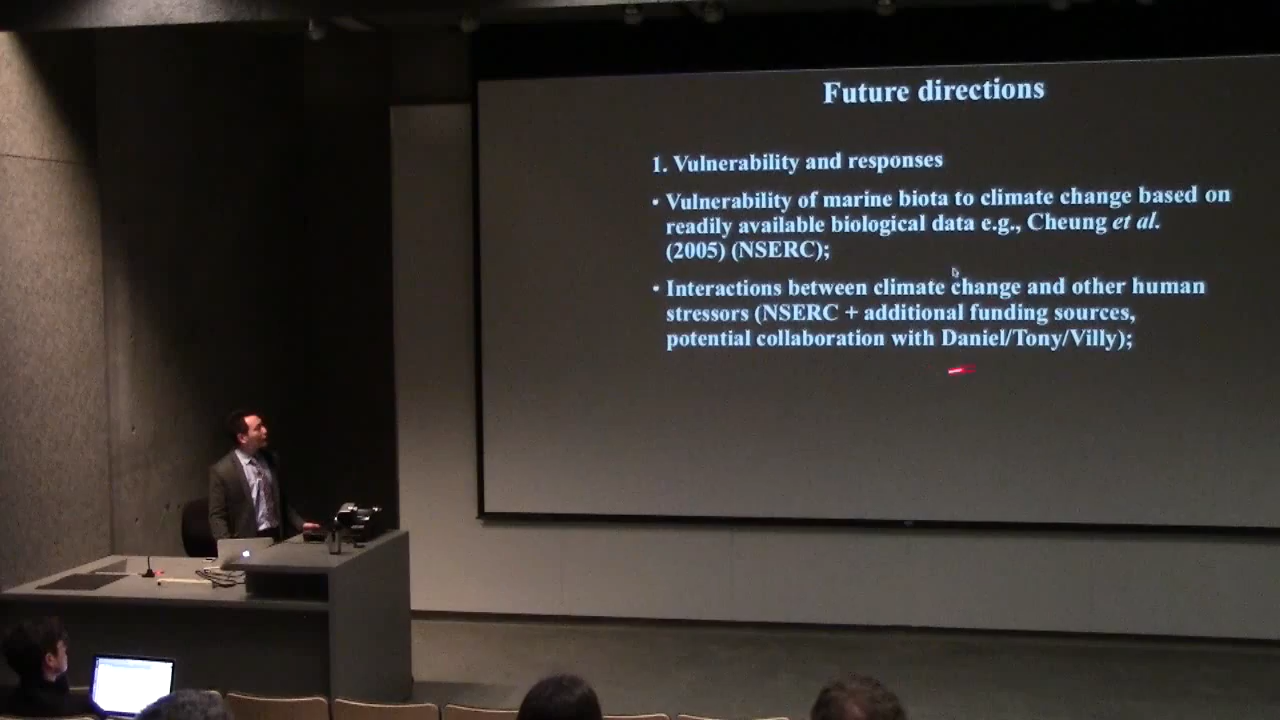 Future directions
1. Vulnerability and responses
• Vulnerability of marine biota to climate change based on
readily available biological data e.g., Cheung et al.
(2005) (NSERC);
• Interactions between climate change and other human
stressors (NSERC + additional funding sources,
potential collaboration with Daniel/Tony/Villy);